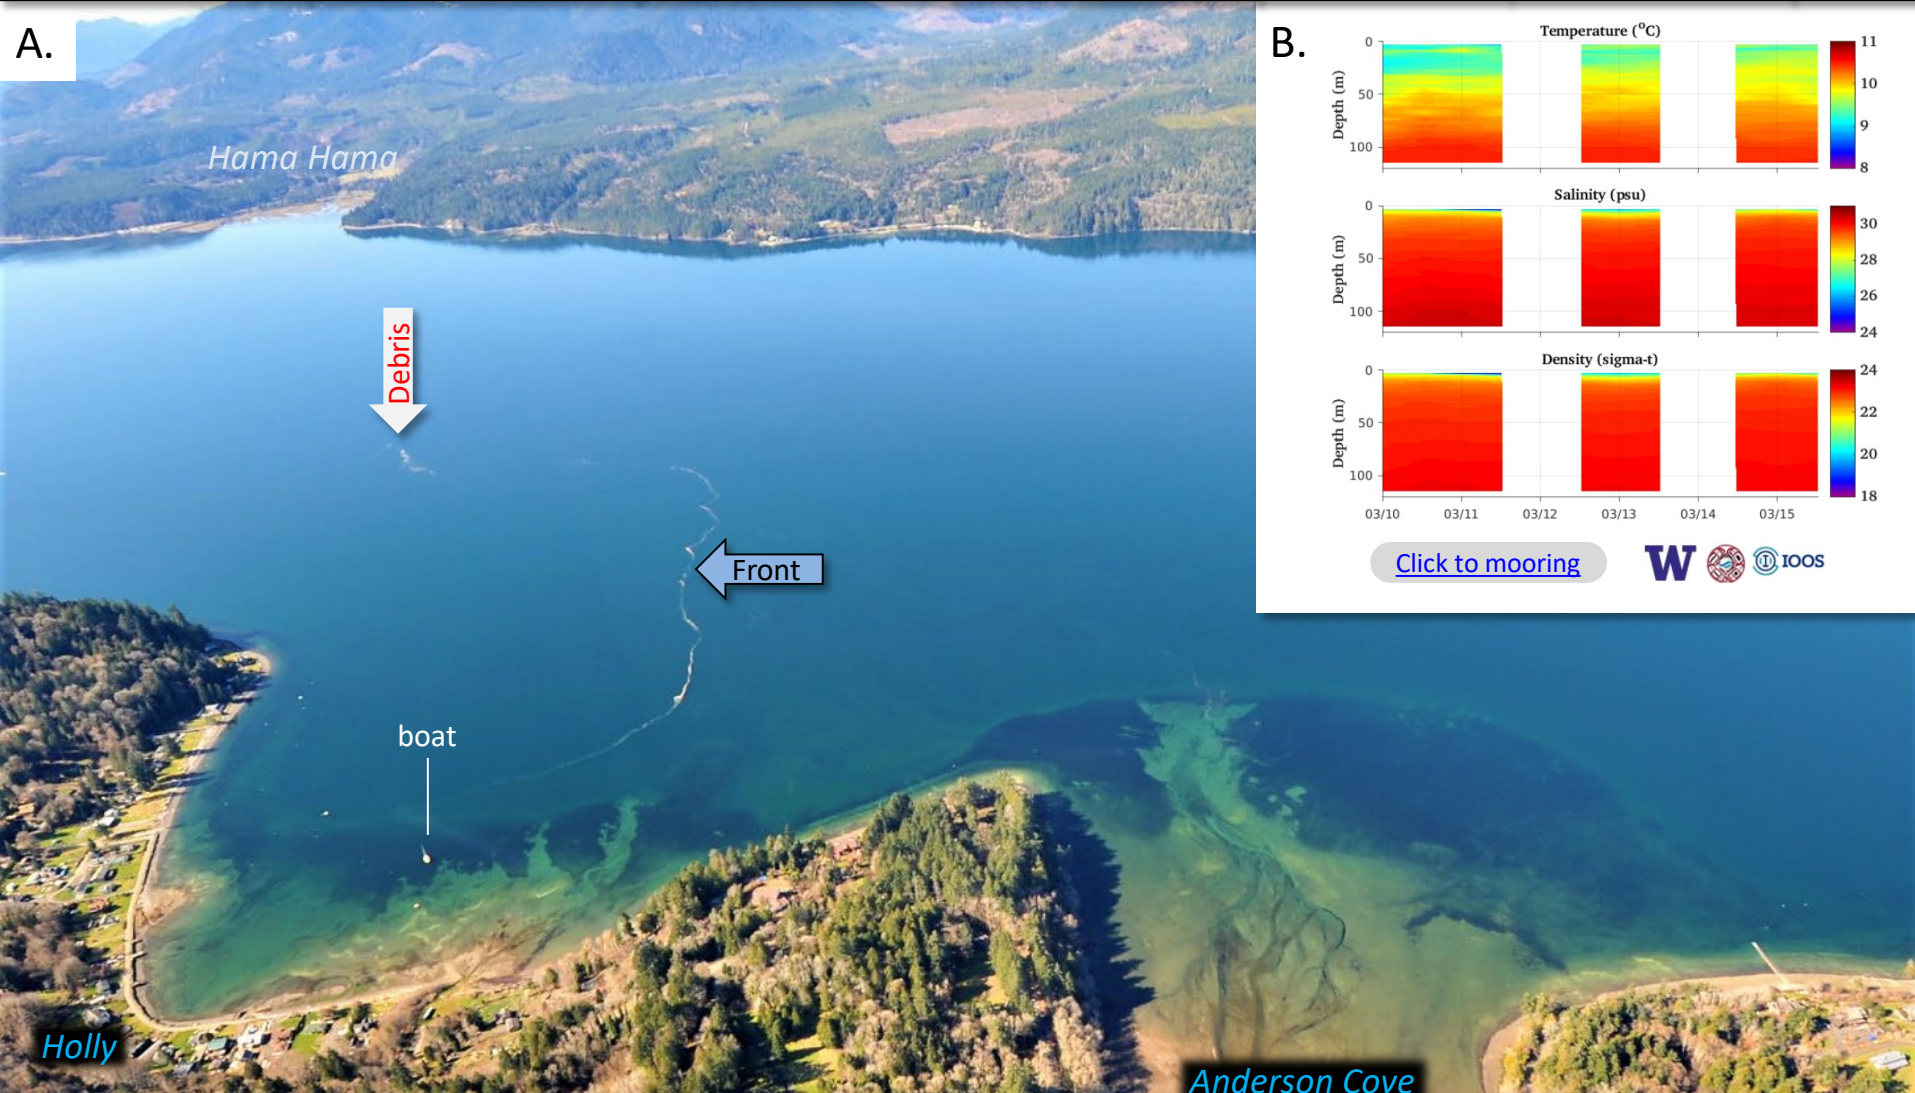 A.
Hama Hama
Debris
Front
boat
Holly
Anderson Cove
B.
Temperature (°C)
0
50
100
Depth (m)
11
10
9
8
Salinity (psu)
0
50
100
Depth (m)
30
28
26
24
Density (sigma-t)
0
50
100
Depth (m)
24
22
20
18
03/10 03/11 03/12 03/13 03/14 03/15
Click to mooring
W
IOOS